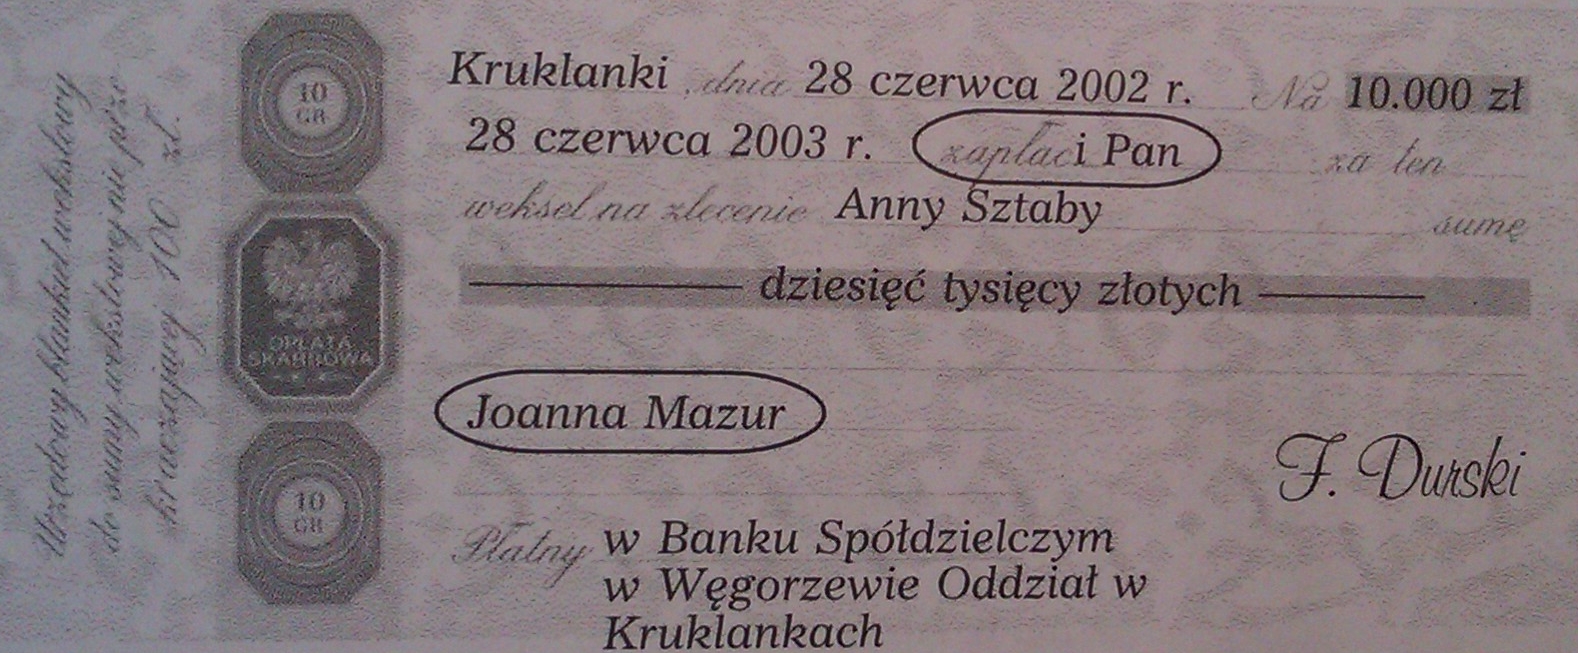 Urzędowy blankiet wekslowy
do sumy wekslowej nie prze
kraczającej 100 zł.
10
GR
OPŁATA
SKARBOWA
10
GR
Kruklanki, dnia 28 czerwca 2002 r. Na 10.000 zł
28 czerwca 2003 r. zapłaci Pan za ten
weksel na zlecenie Anny Sztaby sumę
dziesięć tysięcy złotych
Joanna Mazur
F. Durski
Płatny w Banku Spółdzielczym
w Węgorzewie Oddział w
Kruklankach